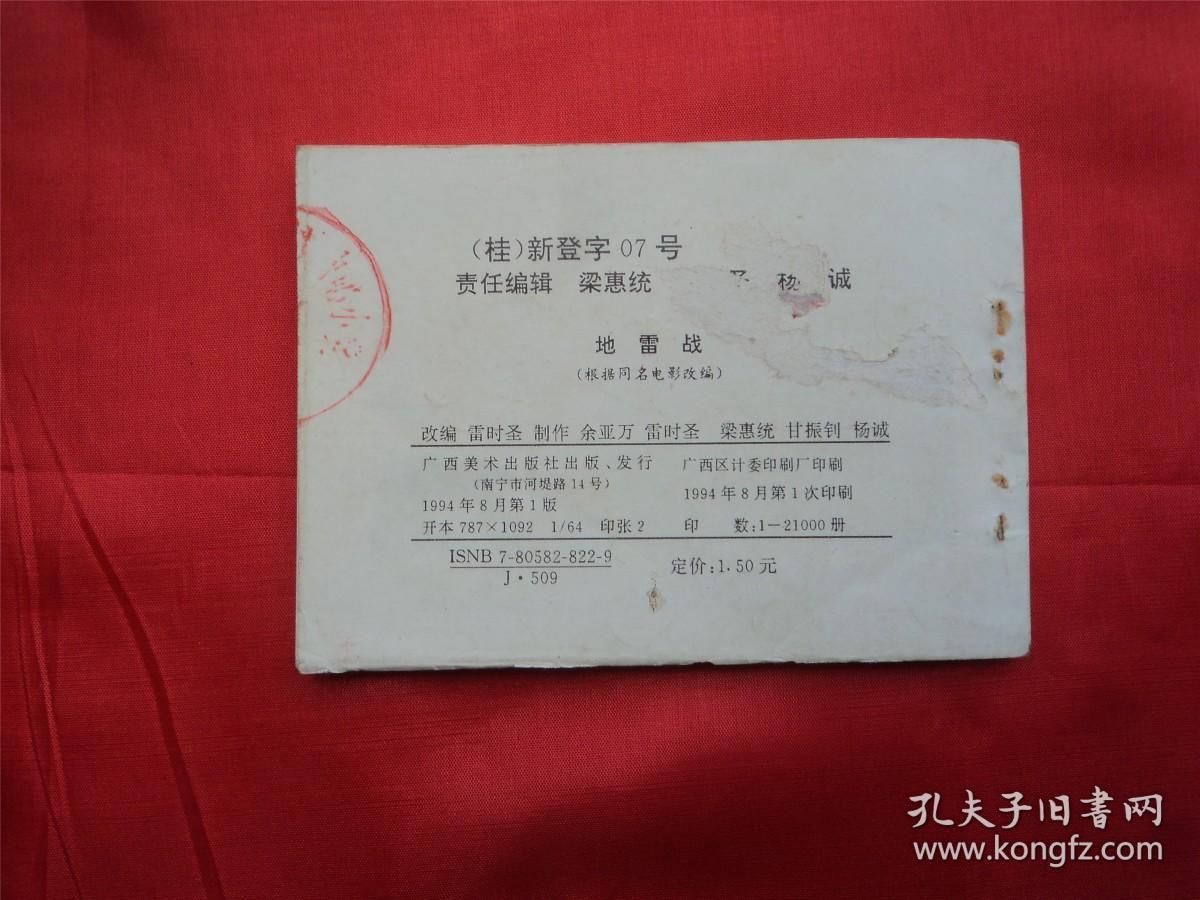 (桂)新登字 07 号
责任编辑 梁惠统 杨 诚
地 雷 战
(根据同名电影改编)
改编 雷时圣 制作 余亚万 雷时圣 梁惠统 甘振钊 杨诚
广西美术出版社出版、发行
(南宁市河堤路14号)
1994年8月第1版
开本787×1092 1/64 印张2
广西区计委印刷厂印刷
1994年8月第1次印刷
印 数:1—21000册
ISNB 7-80582-822-9
J·509
定价:1.50元
孔夫子旧书网
www.kongfz.com